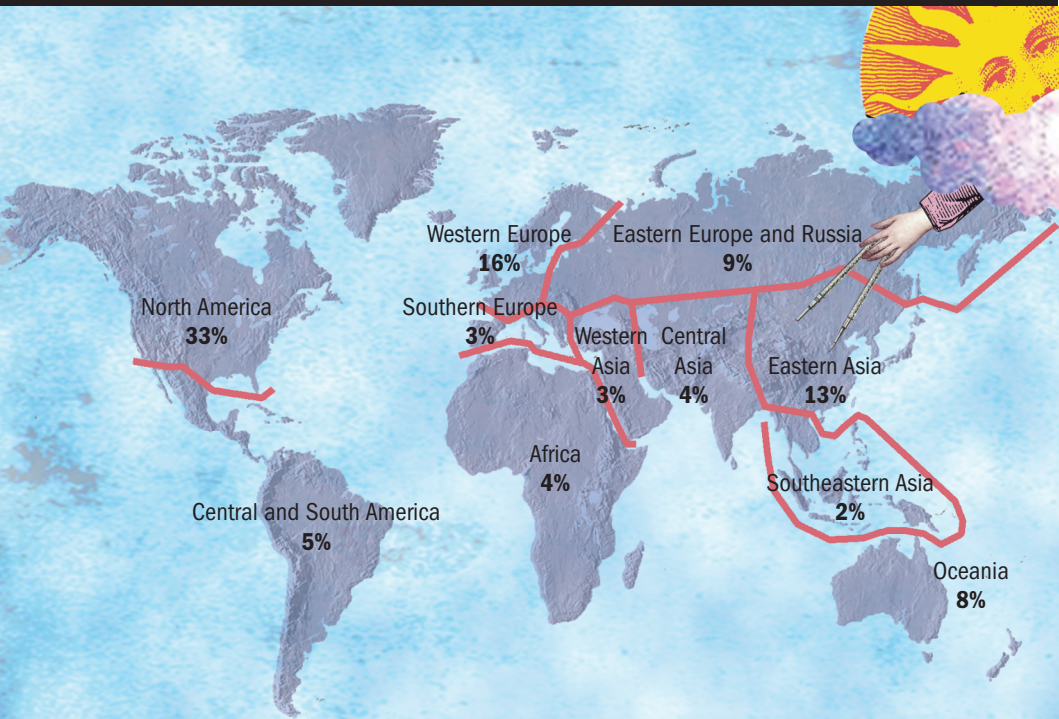 Western Europe
16%
Eastern Europe and Russia
9%
North America
33%
Southern Europe
3%
Western
Asia
3%
Central
Asia
4%
Eastern Asia
13%
Africa
4%
Southeastern Asia
2%
Central and South America
5%
Oceania
8%